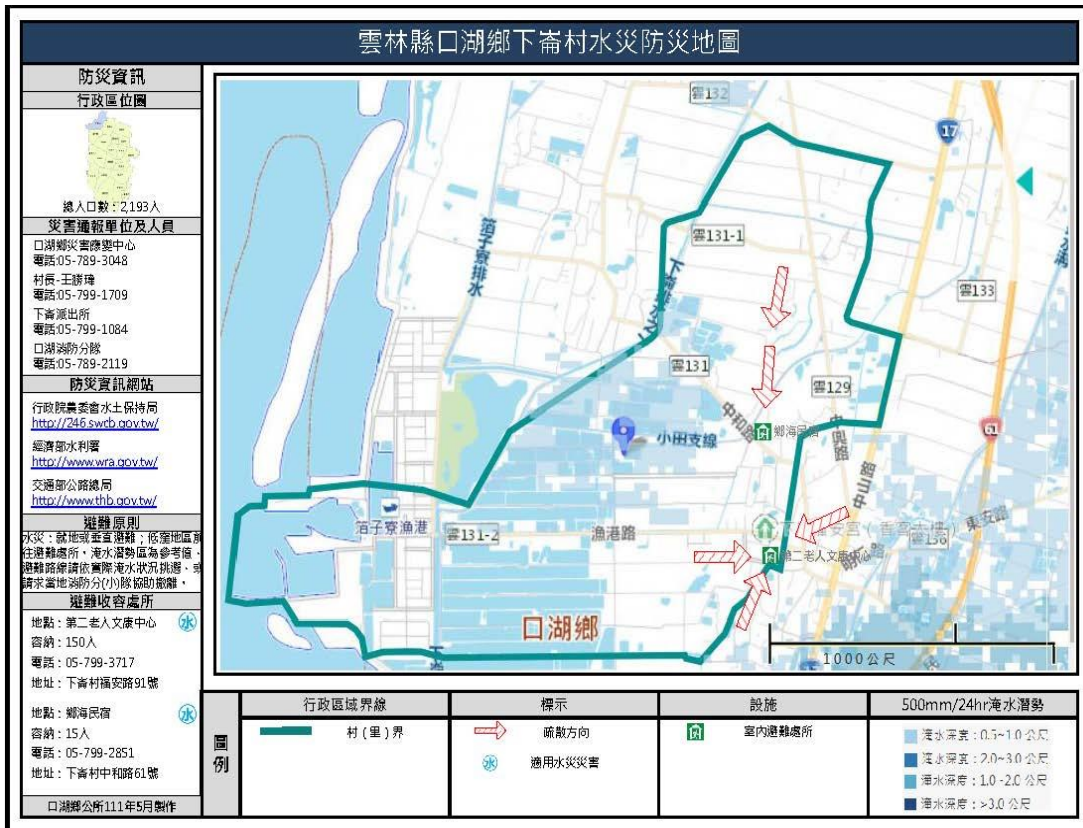 雲林縣口湖鄉下崙村水災防災地圖
防災資訊
行政區位圖
總人口數：2,193人
災害通報單位及人員
口湖鄉災害應變中心
電話:05-789-3048
村長-王勝瑋
電話:05-799-1709
下崙派出所
電話:05-799-1084
口湖消防分隊
電話:05-789-2119
防災資訊網站
行政院農委會水土保持局
http://246.swcb.gov.tw/
經濟部水利署
http://www.wra.gov.tw/
交通部公路總局
http://www.thb.gov.tw/
避難原則
水災：就地或垂直避難；低窪地區前
往避難處所，淹水潛勢區為參考值，
避難路線請依實際淹水狀況挑選，或
請求當地消防分(小)隊協助撤離。
避難收容處所
地點：第二老人文康中心
水
容納：150人
電話：05-799-3717
地址：下崙村福安路91號
地點：鄉海民宿
水
容納：15人
電話：05-799-2851
地址：下崙村中和路61號
口湖鄉公所111年5月製作
雲132
17
雲131-1
箔子寮排水
雲133
雲131
雲129
中和路
鄉海民宿
小田支線
中山路
61
箔子寮漁港
雲131-2
漁港路
安宮（香客大樓）
第二老人文康中心
東安路
口湖鄉
1000公尺
圖例
行政區域界線
標示
設施
500mm/24hr淹水潛勢
村(里)界
疏散方向
室內避難處所
水
適用水災災害
淹水深度：0.5~1.0 公尺
淹水深度：2.0~3.0 公尺
淹水深度：1.0 -2.0 公尺
淹水深度：>3.0 公尺